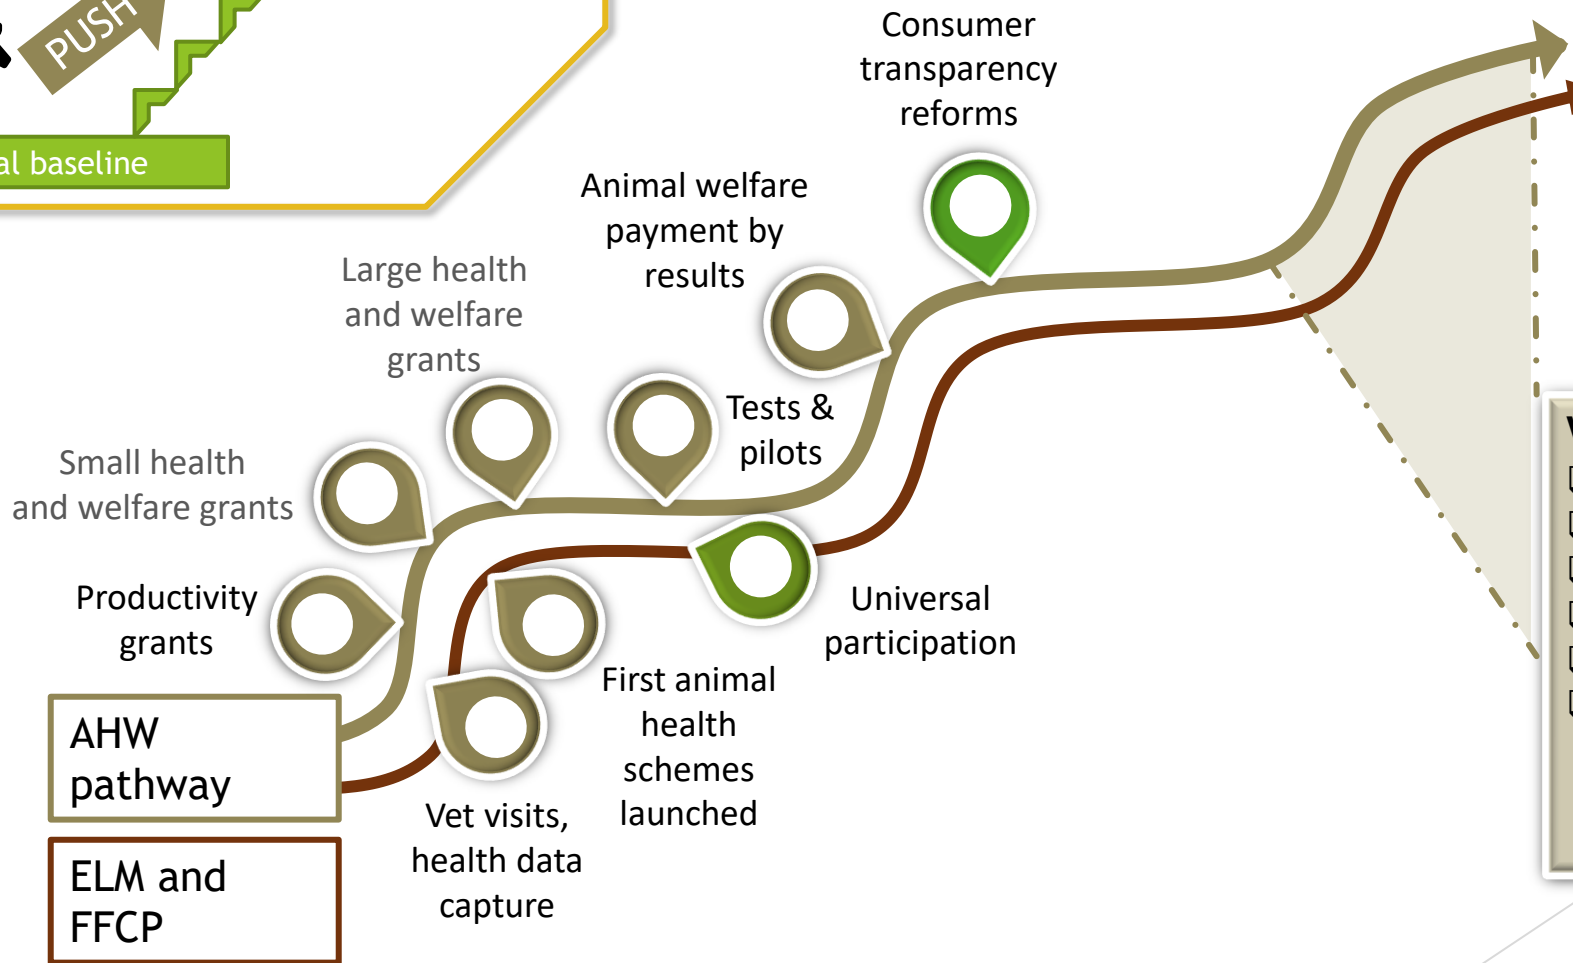 PUSH
al baseline
Consumer
transparency
reforms
Animal welfare
payment by
results
Large health
and welfare
grants
Tests &
pilots
Small health
and welfare grants
Productivity
grants
Universal
participation
First animal
health
schemes
launched
AHW
pathway
Vet visits,
health data
capture
ELM and
FFCP